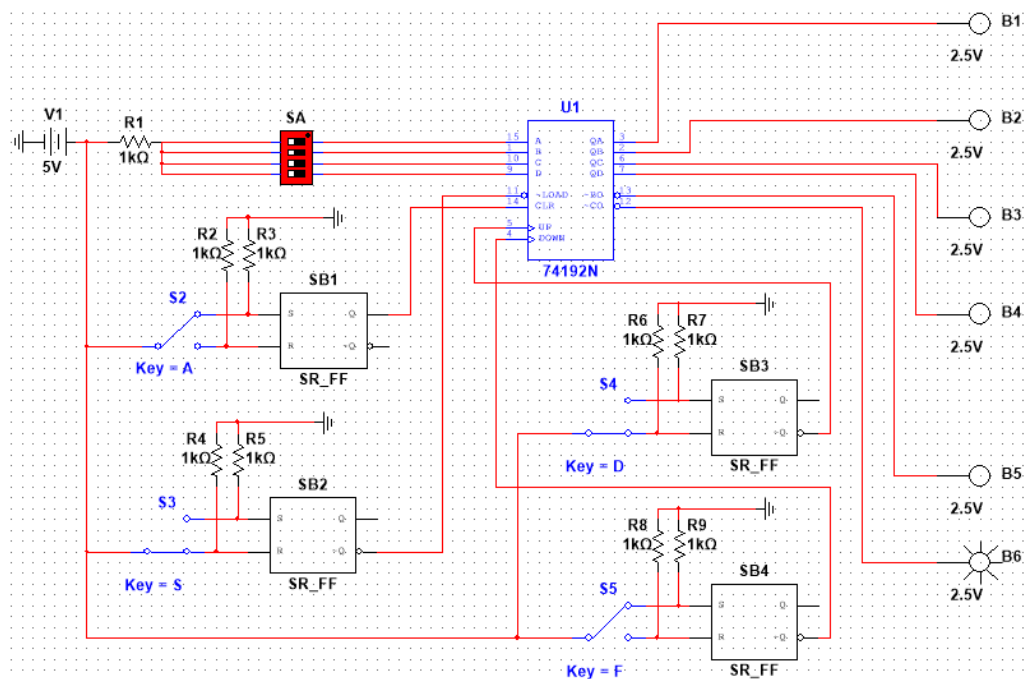 B1
2.5V
V1
5V
R1
1kΩ
SA
U1
15 A QA 3
1 B QB 2
10 C QC 6
9 D QD 7
11 ~LOAD ~BO 13
14 CLR ~CO 12
5 UP
4 DOWN
74192N
B2
2.5V
B3
2.5V
B4
2.5V
R2 R3
1kΩ 1kΩ
S2
Key = A
SB1
S Q
R ~Q
SR_FF
R4 R5
1kΩ 1kΩ
S3
Key = S
SB2
S Q
R ~Q
SR_FF
R6 R7
1kΩ 1kΩ
S4
Key = D
SB3
S Q
R ~Q
SR_FF
R8 R9
1kΩ 1kΩ
S5
Key = F
SB4
S Q
R ~Q
SR_FF
B5
2.5V
B6
2.5V